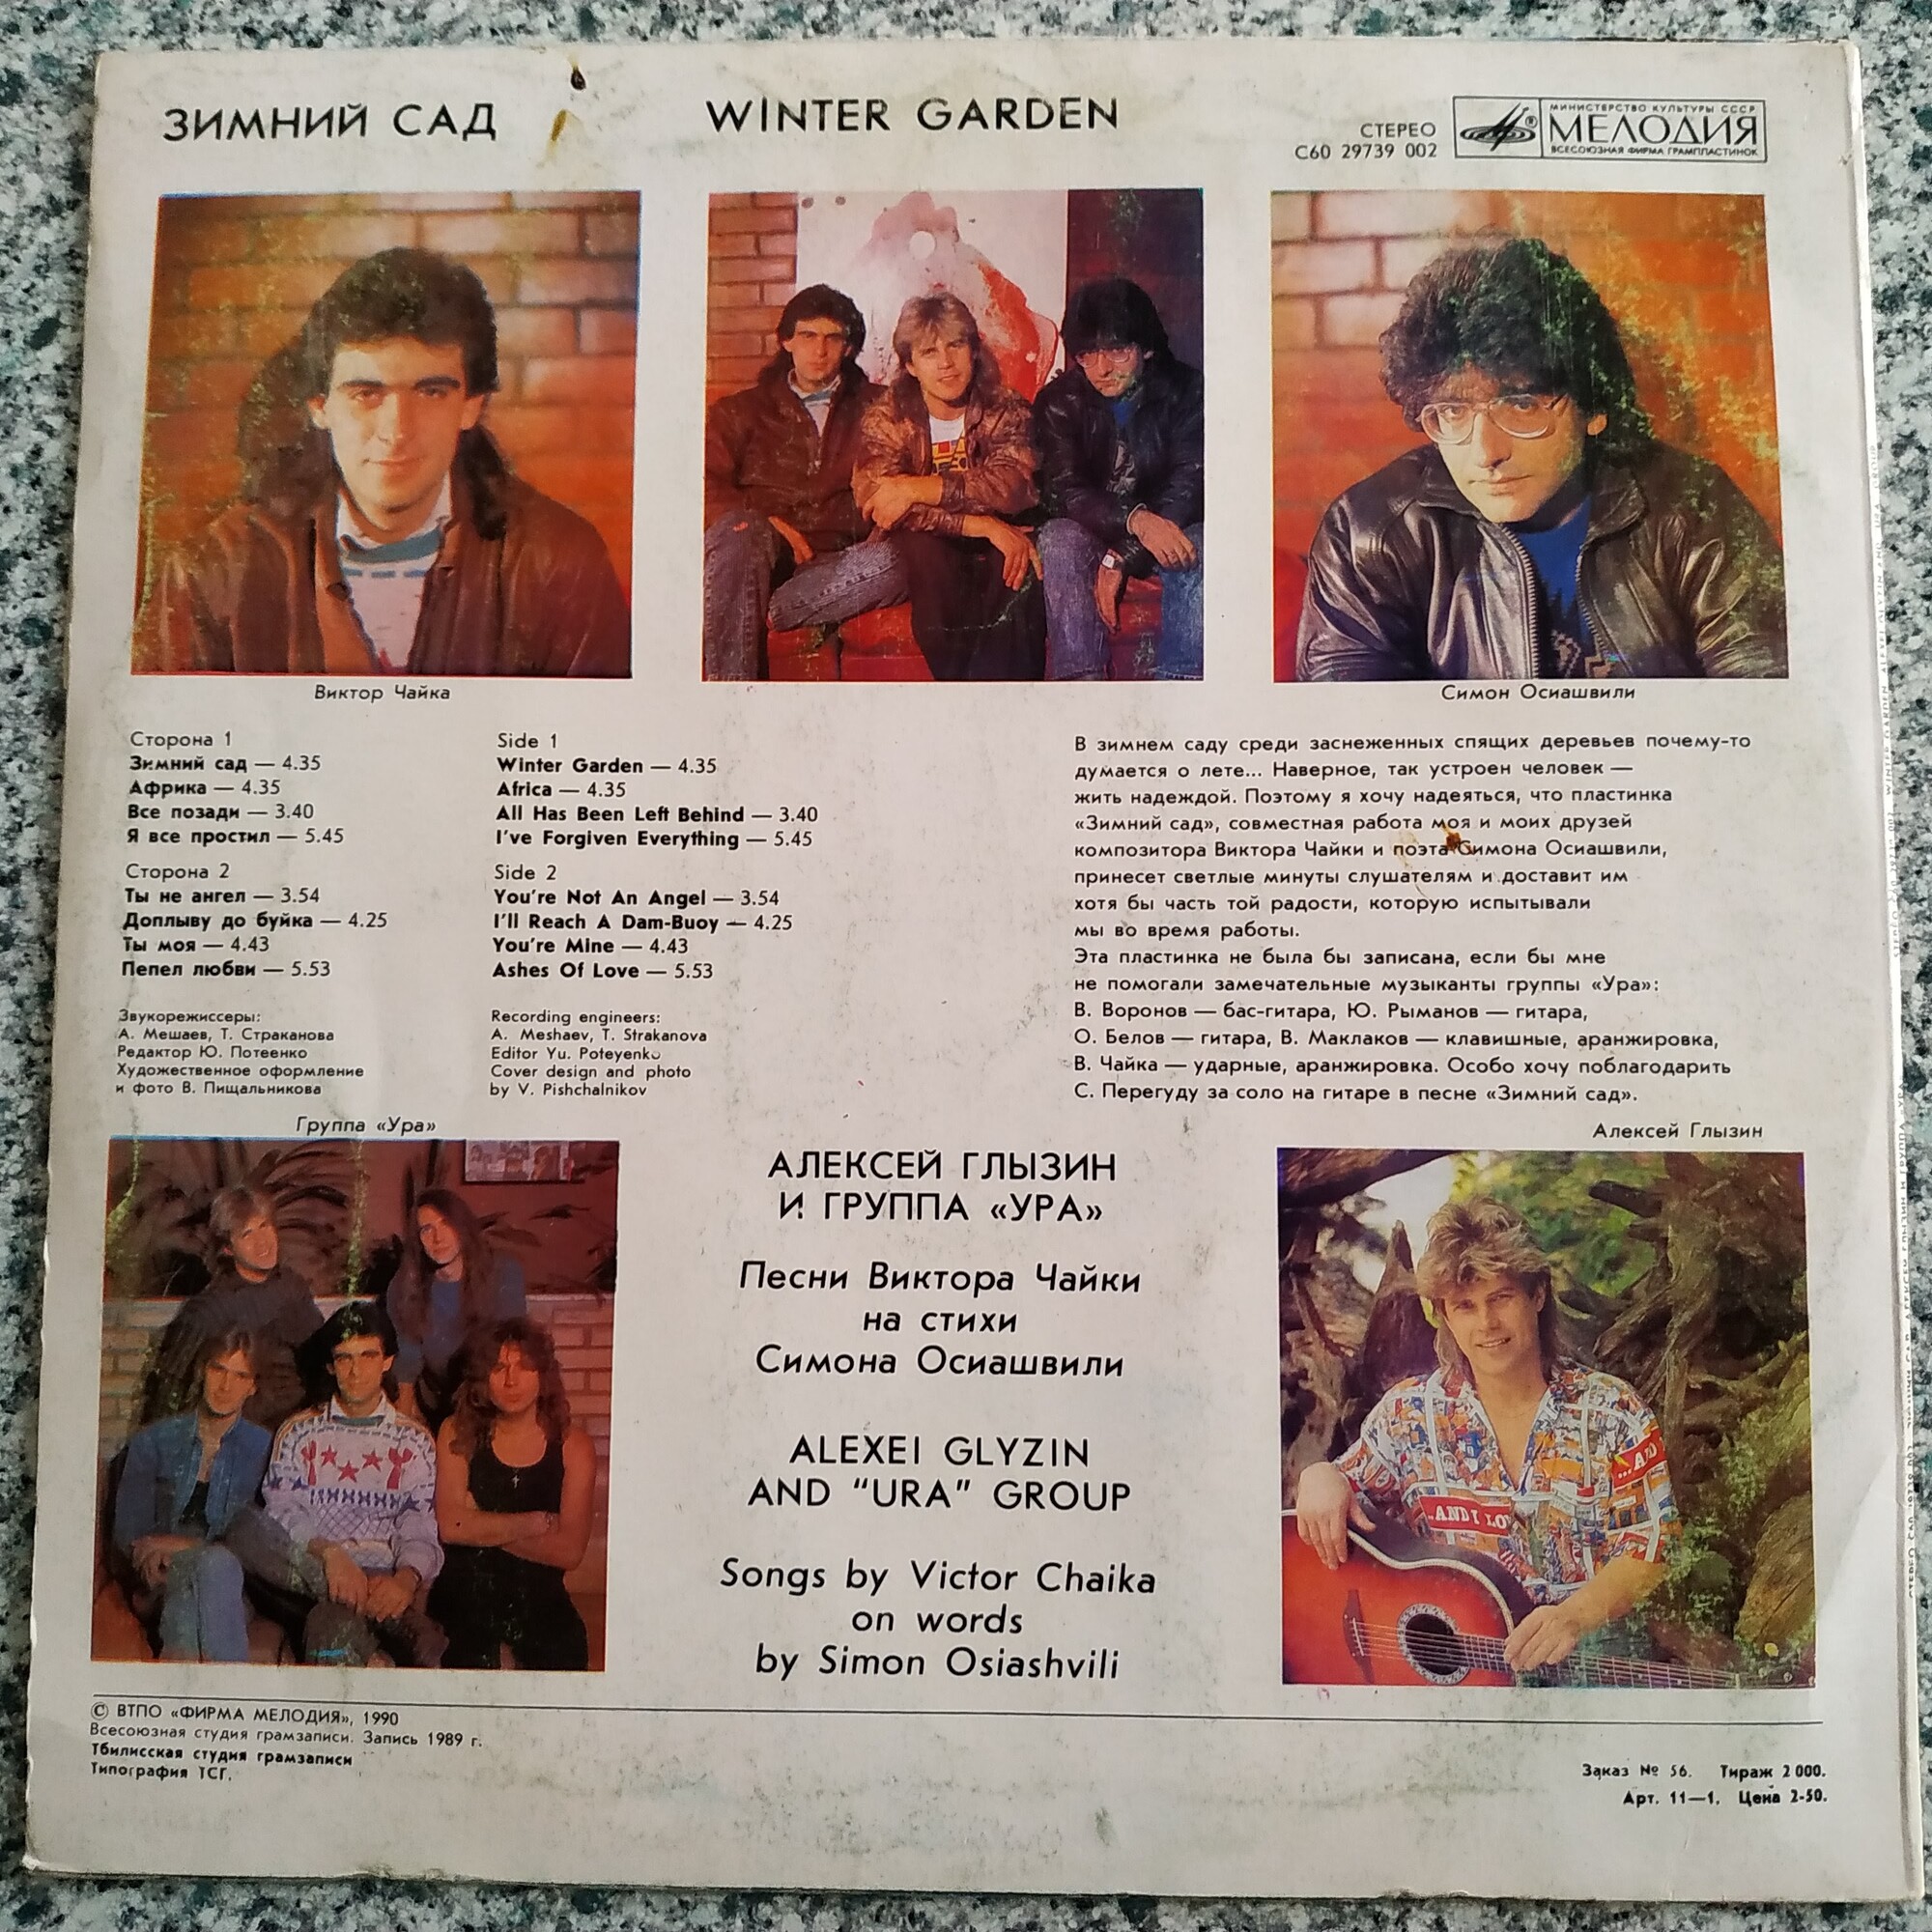 ЗИМНИЙ САД
WINTER GARDEN
СТЕРЕО
С60 29739 002
МИНИСТЕРСТВО КУЛЬТУРЫ СССР
МЕЛОДИЯ
ВСЕСОЮЗНАЯ ФИРМА ГРАМПЛАСТИНОК
Виктор Чайка
Симон Осиашвили
Сторона 1
Зимний сад — 4.35
Африка — 4.35
Все позади — 3.40
Я все простил — 5.45
Сторона 2
Ты не ангел — 3.54
Доплыву до буйка — 4.25
Ты моя — 4.43
Пепел любви — 5.53
Звукорежиссеры:
А. Мешаев, Т. Страканова
Редактор Ю. Потеенко
Художественное оформление
и фото В. Пищальникова
Side 1
Winter Garden — 4.35
Africa — 4.35
All Has Been Left Behind — 3.40
I've Forgiven Everything — 5.45
Side 2
You're Not An Angel — 3.54
I'll Reach A Dam-Buoy — 4.25
You're Mine — 4.43
Ashes Of Love — 5.53
Recording engineers:
A. Meshaev, T. Strakanova
Editor Yu. Poteyenko
Cover design and photo
by V. Pishchalnikov
В зимнем саду среди заснеженных спящих деревьев почему-то
думается о лете... Наверное, так устроен человек —
жить надеждой. Поэтому я хочу надеяться, что пластинка
«Зимний сад», совместная работа моя и моих друзей
композитора Виктора Чайки и поэта Симона Осиашвили,
принесет светлые минуты слушателям и доставит им
хотя бы часть той радости, которую испытывали
мы во время работы.
Эта пластинка не была бы записана, если бы мне
не помогали замечательные музыканты группы «Ура»:
В. Воронов — бас-гитара, Ю. Рыманов — гитара,
О. Белов — гитара, В. Маклаков — клавишные, аранжировка,
В. Чайка — ударные, аранжировка. Особо хочу поблагодарить
С. Перегуду за соло на гитаре в песне «Зимний сад».
Группа «Ура»
Алексей Глызин
АЛЕКСЕЙ ГЛЫЗИН
И ГРУППА «УРА»
Песни Виктора Чайки
на стихи
Симона Осиашвили
ALEXEI GLYZIN
AND "URA" GROUP
Songs by Victor Chaika
on words
by Simon Osiashvili
...AND
..AND I LO
© ВТПО «ФИРМА МЕЛОДИЯ», 1990
Всесоюзная студия грамзаписи. Запись 1989 г.
Тбилисская студия грамзаписи
Типография ТСГ.
Заказ № 56. Тираж 2 000.
Арт. 11—1. Цена 2-50.